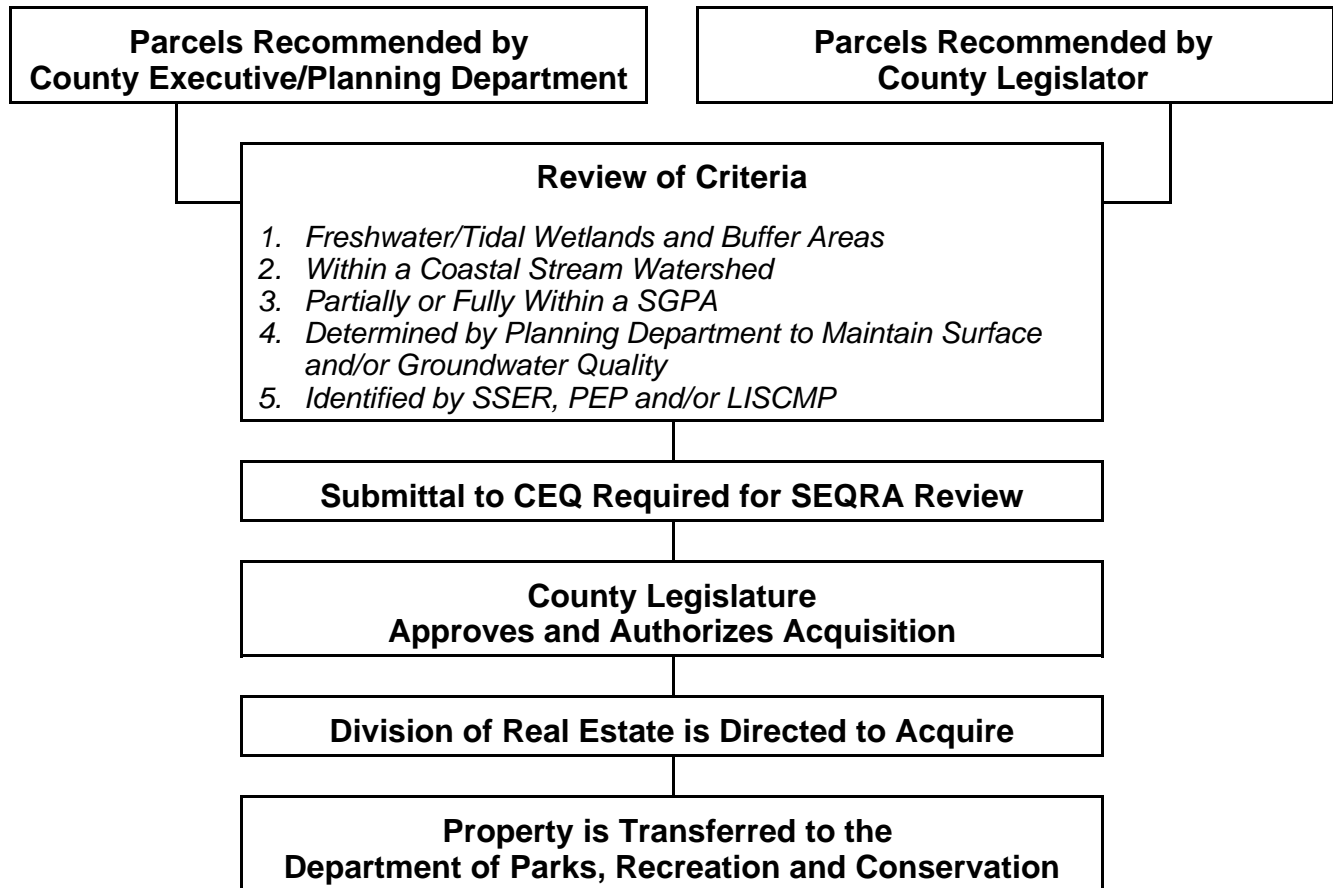 Parcels Recommended by
County Executive/Planning Department
Parcels Recommended by
County Legislator
Review of Criteria
1. Freshwater/Tidal Wetlands and Buffer Areas
2. Within a Coastal Stream Watershed
3. Partially or Fully Within a SGPA
4. Determined by Planning Department to Maintain Surface
and/or Groundwater Quality
5. Identified by SSER, PEP and/or LISCMP
Submittal to CEQ Required for SEQRA Review
County Legislature
Approves and Authorizes Acquisition
Division of Real Estate is Directed to Acquire
Property is Transferred to the
Department of Parks, Recreation and Conservation